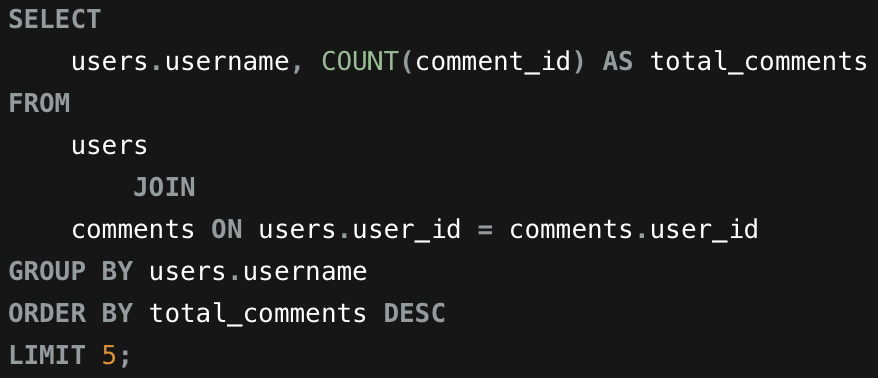 SELECT
users.username, COUNT(comment_id) AS total_comments
FROM
users
JOIN
comments ON users.user_id = comments.user_id
GROUP BY users.username
ORDER BY total_comments DESC
LIMIT 5;